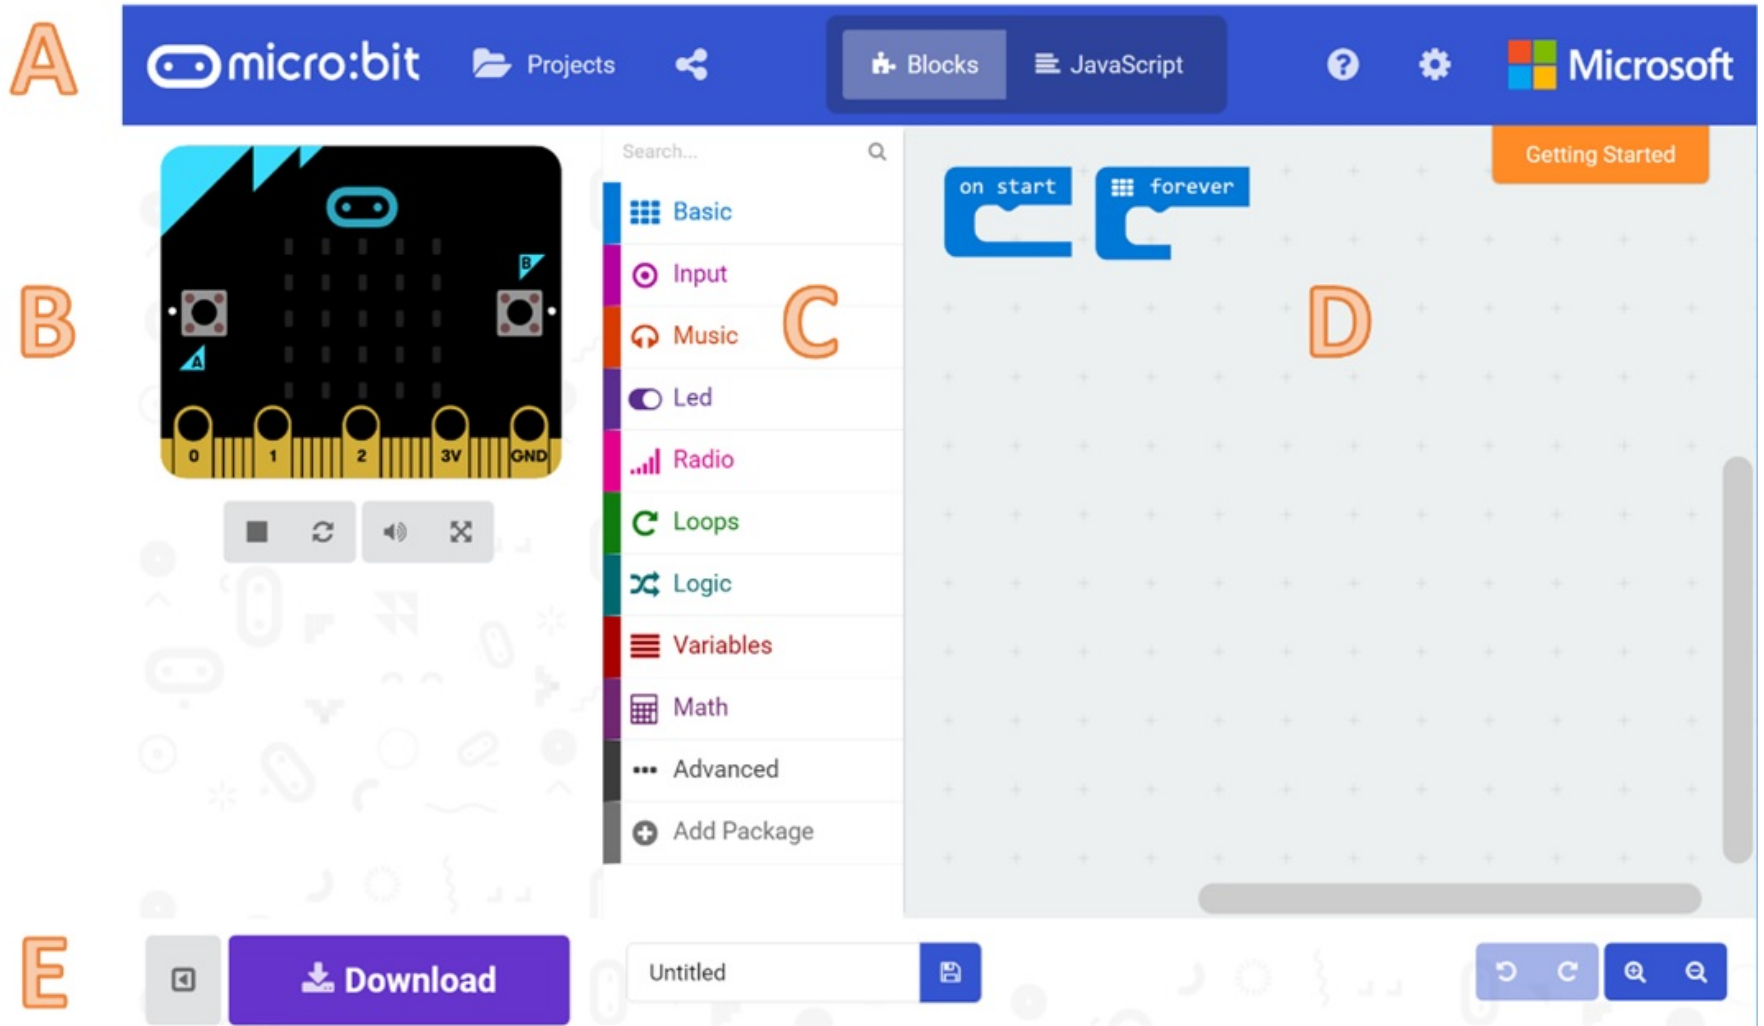 A
micro:bit Projects Blocks JavaScript Microsoft
Search...
Getting Started
on start
forever
B
B
A
0 1 2 3V GND
C
Basic
Input
Music
Led
Radio
Loops
Logic
Variables
Math
Advanced
Add Package
D
E
Download
Untitled